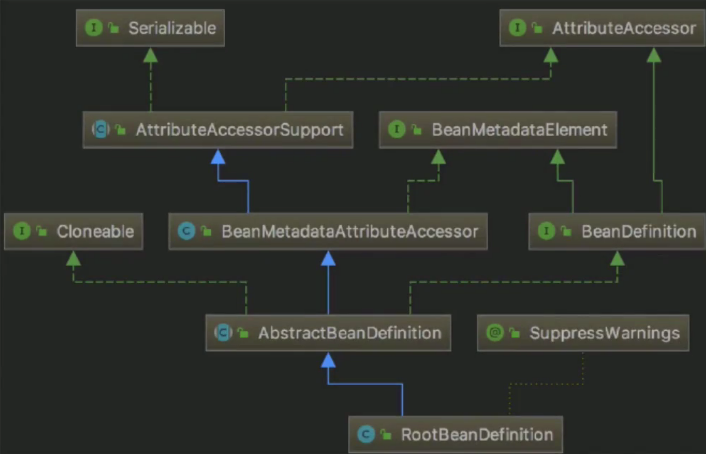 I Serializable
I AttributeAccessor
C AttributeAccessorSupport
I BeanMetadataElement
I Cloneable
C BeanMetadataAttributeAccessor
I BeanDefinition
C AbstractBeanDefinition
@ SuppressWarnings
C RootBeanDefinition